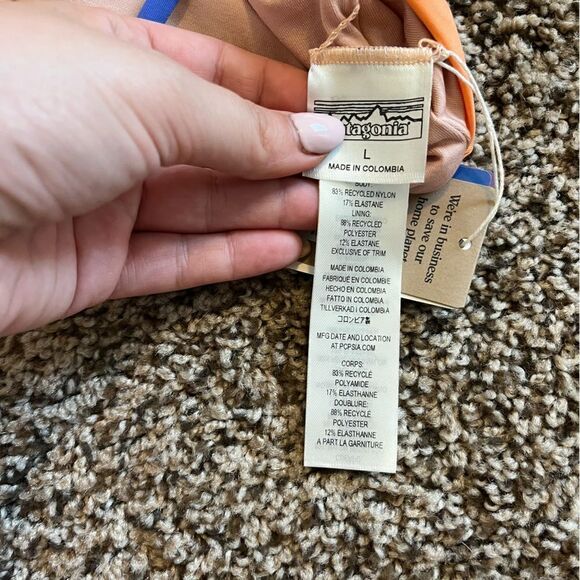 patagonia
L
MADE IN COLOMBIA
BODY:
83% RECYCLED NYLON
17% ELASTANE
LINING:
88% RECYCLED
POLYESTER
12% ELASTANE
EXCLUSIVE OF TRIM
MADE IN COLOMBIA
FABRIQUÉ EN COLOMBIE
HECHO EN COLOMBIA
FATTO IN COLOMBIA
TILLVERKAD I COLOMBIA
コロンビア製
MFG DATE AND LOCATION
AT PCPSIA.COM
CORPS:
83% RECYCLÉ
POLYAMIDE
17% ELASTHANNE
DOUBLURE:
88% RECYCLÉ
POLYESTER
12% ELASTHANNE
A PART LA GARNITURE
We're in business
to save our
home planet